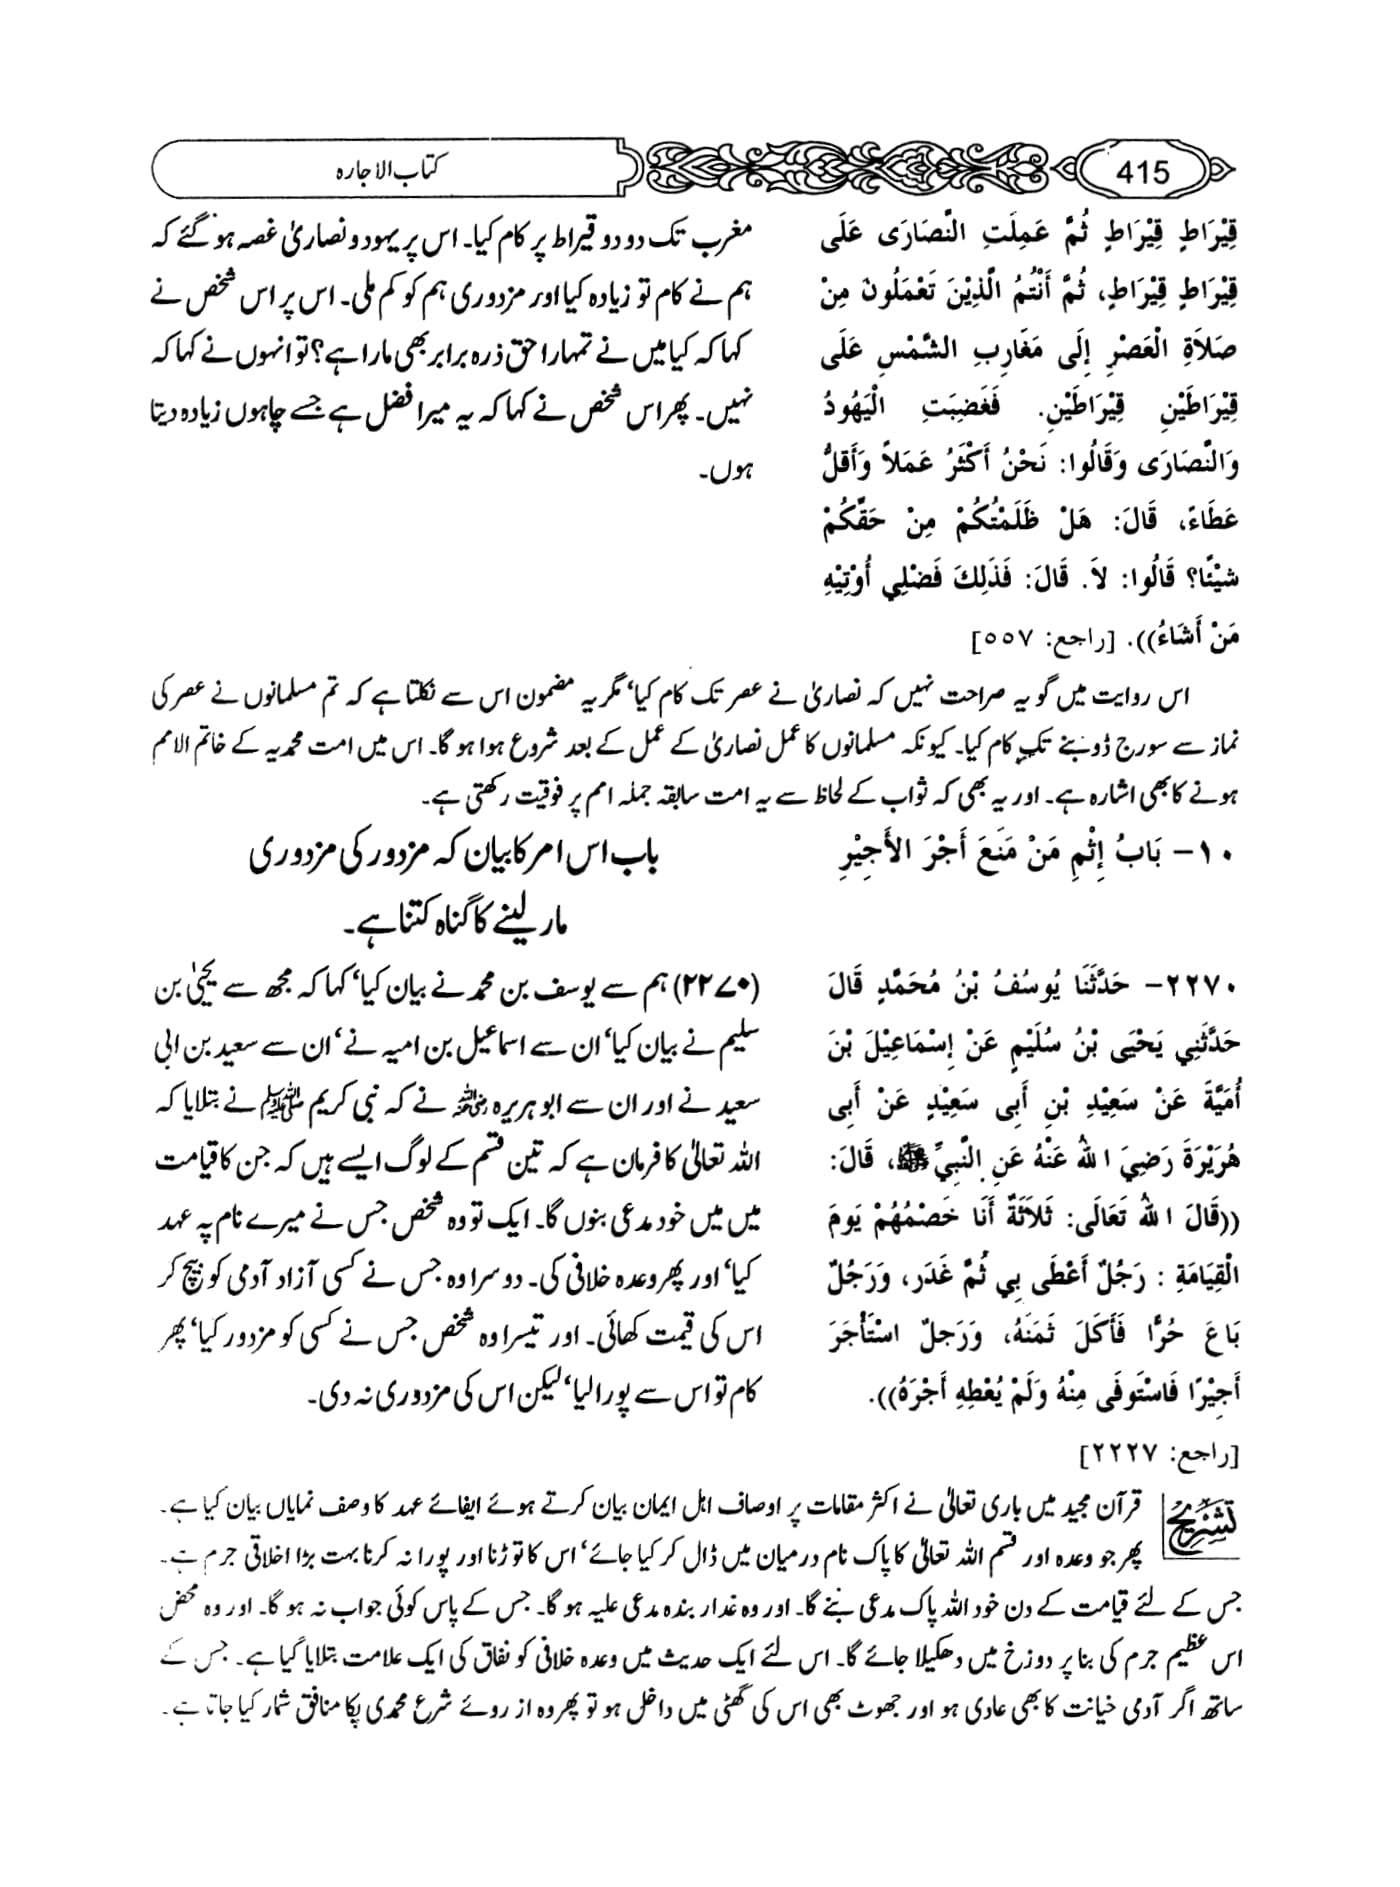 415
کتاب الاجارہ
قِيْرَاطٍ قِيْرَاطٍ ثُمَّ عَمِلَتِ النَّصَارَى عَلَى
قِيْرَاطٍ قِيْرَاطٍ، ثُمَّ أَنْتُمُ الَّذِيْنَ تَعْمَلُونَ مِنْ
صَلاَةِ الْعَصْرِ إِلَى مَغَارِبِ الشَّمْسِ عَلَى
قِيْرَاطَيْنِ قِيْرَاطَيْنِ. فَغَضِبَتِ الْيَهُودُ
وَالنَّصَارَى وَقَالُوا: نَحْنُ أَكْثَرُ عَمَلاً وَأَقَلُّ
عَطَاءً، قَالَ: هَلْ ظَلَمْتُكُمْ مِنْ حَقِّكُمْ
شَيْئًا؟ قَالُوا: لاَ. قَالَ: فَذَلِكَ فَضْلِي أُوْتِيْهِ
مَنْ أَشَاءُ)). [راجع: ٥٥٧]
مغرب تک دو دو قیراط پر کام کیا۔ اس پر یہود و نصاریٰ غصہ ہو گئے کہ
ہم نے کام تو زیادہ کیا اور مزدوری ہم کو کم ملی۔ اس پر اس شخص نے
کہا کہ کیا میں نے تمہارا حق ذرہ برابر بھی مارا ہے؟ تو انہوں نے کہا کہ
نہیں۔ پھر اس شخص نے کہا کہ یہ میرا فضل ہے جسے چاہوں زیادہ دیتا
ہوں۔
اس روایت میں گو یہ صراحت نہیں کہ نصاریٰ نے عصر تک کام کیا‘ مگر یہ مضمون اس سے نکلتا ہے کہ تم مسلمانوں نے عصر کی
نماز سے سورج ڈوبنے تک کام کیا۔ کیونکہ مسلمانوں کا عمل نصاریٰ کے عمل کے بعد شروع ہوا ہو گا۔ اس میں امت محمدیہ کے خاتم الامم
ہونے کا بھی اشارہ ہے۔ اور یہ بھی کہ ثواب کے لحاظ سے یہ امت سابقہ جملہ امم پر فوقیت رکھتی ہے۔
١٠ – بَابُ إِثْمِ مَنْ مَنَعَ أَجْرَ الأَجِيْرِ
باب اس امر کا بیان کہ مزدور کی مزدوری
مار لینے کا گناہ کتنا ہے۔
٢٢٧٠– حَدَّثَنَا يُوسُفُ بْنُ مُحَمَّدٍ قَالَ
حَدَّثَنِي يَحْيَى بْنُ سُلَيْمٍ عَنْ إِسْمَاعِيْلَ بْنَ
أُمَيَّةَ عَنْ سَعِيْدِ بْنِ أَبِى سَعِيْدٍ عَنْ أَبِى
هُرَيْرَةَ رَضِيَ اللهُ عَنْهُ عَنِ النَّبِيِّ ﷺ، قَالَ:
((قَالَ اللهُ تَعَالَى: ثَلاَثَةٌ أَنَا خَصْمُهُمْ يَومَ
الْقِيَامَةِ : رَجُلٌ أَعْطَى بِي ثُمَّ غَدَرَ، وَرَجُلٌ
بَاعَ حُرًّا فَأَكَلَ ثَمَنَهُ، وَرَجلٌ اسْتَأْجَرَ
أَجِيْرًا فَاسْتَوفَى مِنْهُ وَلَمْ يُعْطِهِ أَجْرَهُ)).
[راجع: ٢٢٢٧]
(۲۲۷۰) ہم سے یوسف بن محمد نے بیان کیا‘ کہا کہ مجھ سے یحییٰ بن
سلیم نے بیان کیا‘ ان سے اسماعیل بن امیہ نے‘ ان سے سعید بن ابی
سعید نے اور ان سے ابو ہریرہ رضی اللہ عنہ نے کہ نبی کریم ﷺ نے بتلایا کہ
اللہ تعالیٰ کا فرمان ہے کہ تین قسم کے لوگ ایسے ہیں کہ جن کا قیامت
میں میں خود مدعی بنوں گا۔ ایک تو وہ شخص جس نے میرے نام پہ عہد
کیا‘ اور پھر وعدہ خلافی کی۔ دوسرا وہ جس نے کسی آزاد آدمی کو بیچ کر
اس کی قیمت کھائی۔ اور تیسرا وہ شخص جس نے کسی کو مزدور کیا‘ پھر
کام تو اس سے پورا لیا‘ لیکن اس کی مزدوری نہ دی۔
تشریح
قرآن مجید میں باری تعالیٰ نے اکثر مقامات پر اوصاف اہل ایمان بیان کرتے ہوئے ایفائے عہد کا وصف نمایاں بیان کیا ہے۔
پھر جو وعدہ اور قسم اللہ تعالیٰ کا پاک نام درمیان میں ڈال کر کیا جائے‘ اس کا توڑنا اور پورا نہ کرنا بہت بڑا اخلاقی جرم ہے۔
جس کے لئے قیامت کے دن خود اللہ پاک مدعی بنے گا۔ اور وہ غدار بندہ مدعی علیہ ہو گا۔ جس کے پاس کوئی جواب نہ ہو گا۔ اور وہ محض
اس عظیم جرم کی بنا پر دوزخ میں دھکیلا جائے گا۔ اس لئے ایک حدیث میں وعدہ خلافی کو نفاق کی ایک علامت بتلایا گیا ہے۔ جس کے
ساتھ اگر آدمی خیانت کا بھی عادی ہو اور جھوٹ بھی اس کی گھٹی میں داخل ہو تو پھر وہ از روئے شرع محمدی پکا منافق شمار کیا جاتا ہے۔